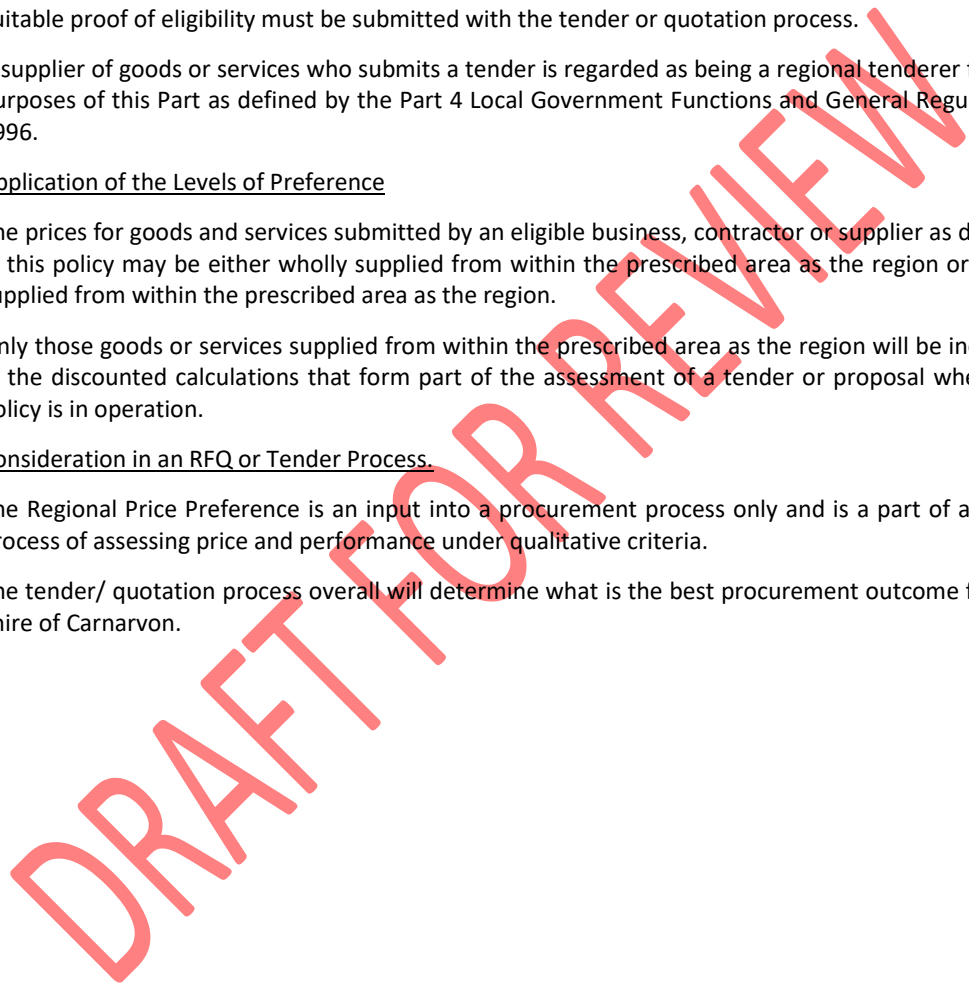 uitable proof of eligibility must be submitted with the tender or quotation process.
supplier of goods or services who submits a tender is regarded as being a regional tenderer
urposes of this Part as defined by the Part 4 Local Government Functions and General Regu
996.
pplication of the Levels of Preference
he prices for goods and services submitted by an eligible business, contractor or supplier as d
this policy may be either wholly supplied from within the prescribed area as the region or
upplied from within the prescribed area as the region.
nly those goods or services supplied from within the prescribed area as the region will be in
the discounted calculations that form part of the assessment of a tender or proposal whe
olicy is in operation.
onsideration in an RFQ or Tender Process.
he Regional Price Preference is an input into a procurement process only and is a part of a
rocess of assessing price and performance under qualitative criteria.
he tender/ quotation process overall will determine what is the best procurement outcome
hire of Carnarvon.
DRAFT FOR REVIEW